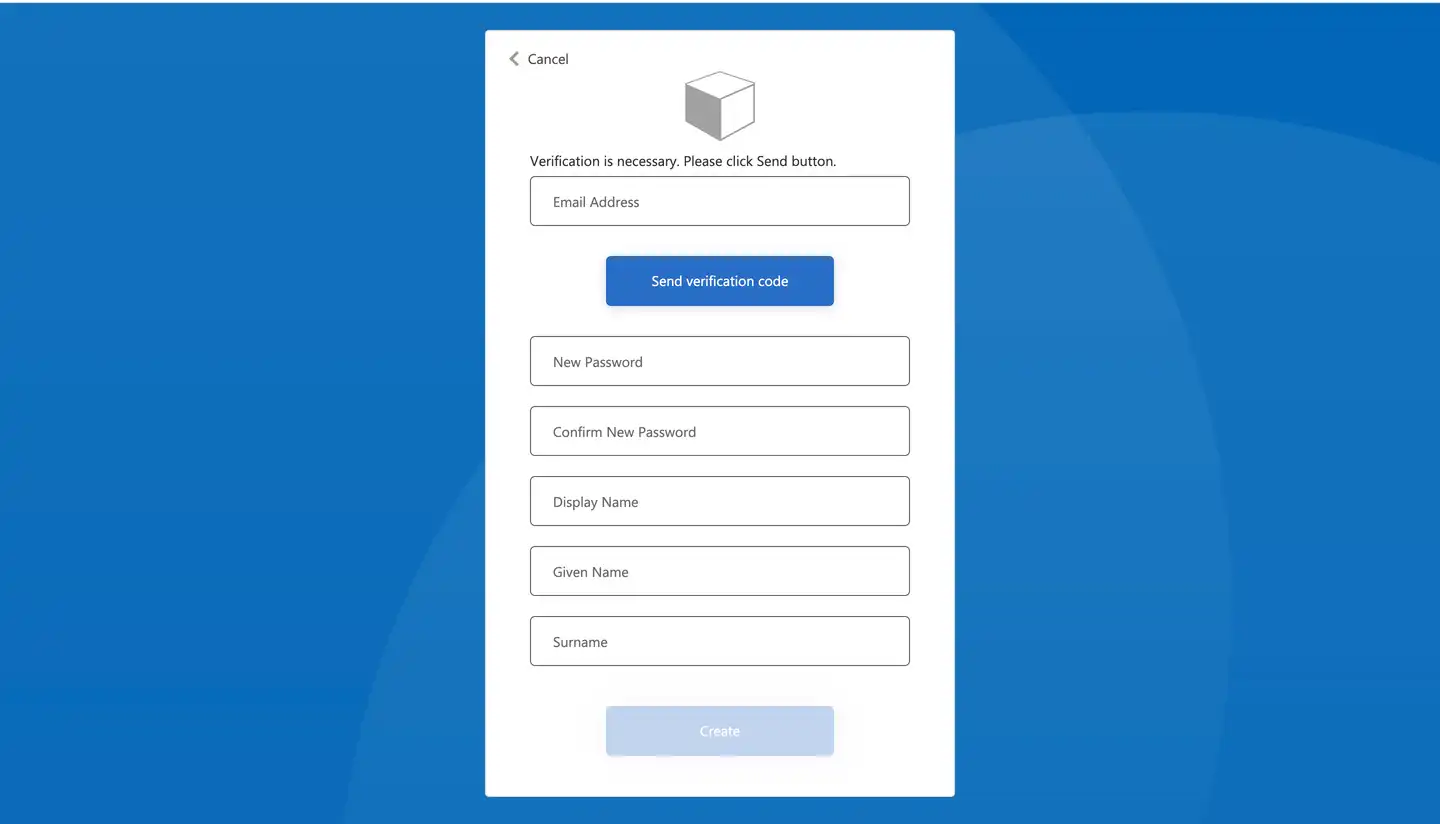 Cancel
Verification is necessary. Please click Send button.
Email Address
Send verification code
New Password
Confirm New Password
Display Name
Given Name
Surname
Create